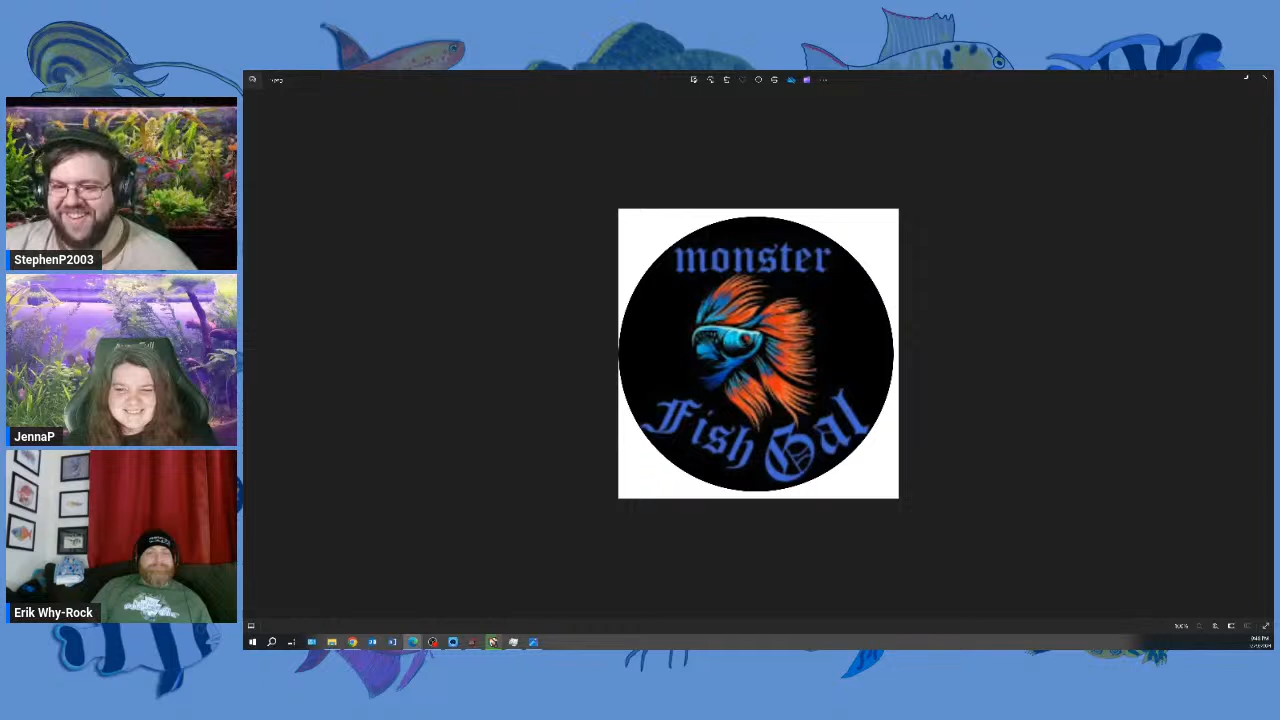 StephenP2003
JennaP
Erik Why-Rock
monster
Fish Gal